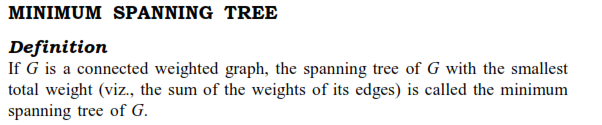 MINIMUM SPANNING TREE
Definition
If G is a connected weighted graph, the spanning tree of G with the smallest
total weight (viz., the sum of the weights of its edges) is called the minimum
spanning tree of G.